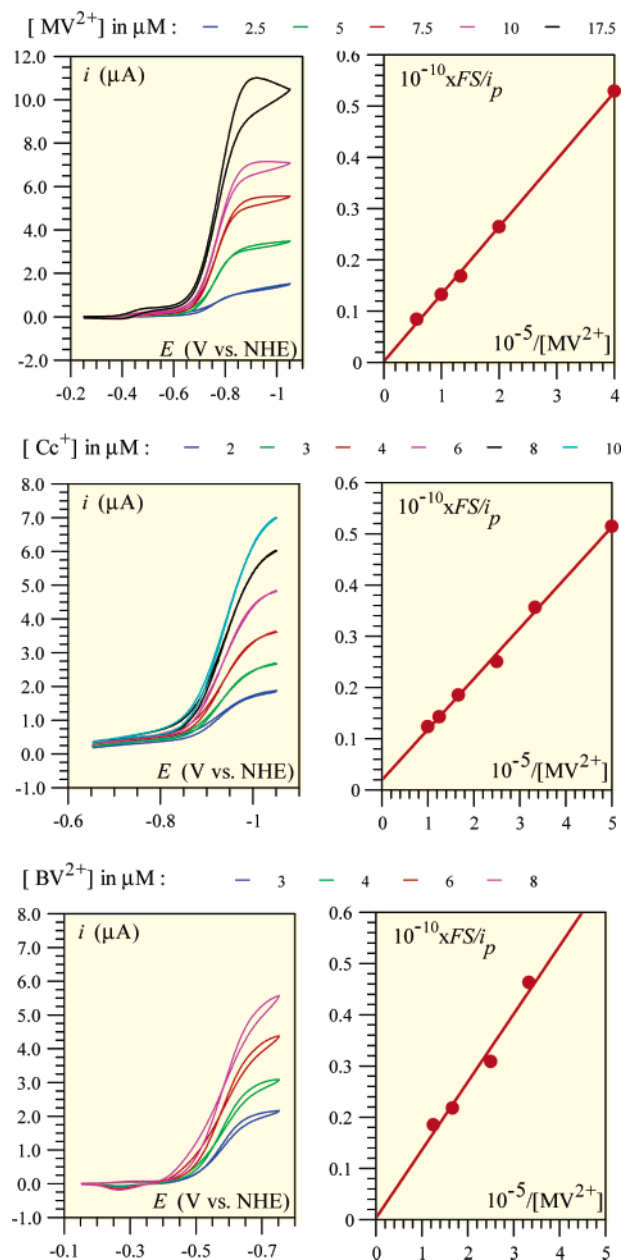 [ MV²⁺] in μM : 2.5 5 7.5 10 17.5
i (μA)
12.0
10.0
8.0
6.0
4.0
2.0
0.0
-2.0
E (V vs. NHE)
-0.2 -0.4 -0.6 -0.8 -1
0.6
0.5
0.4
0.3
0.2
0.1
0
10⁻¹⁰xFS/iₚ
10⁻⁵/[MV²⁺]
0 1 2 3 4
[ Cc⁺] in μM : 2 3 4 6 8 10
i (μA)
8.0
7.0
6.0
5.0
4.0
3.0
2.0
1.0
0.0
-1.0
E (V vs. NHE)
-0.6 -0.8 -1
0.6
0.5
0.4
0.3
0.2
0.1
0
10⁻¹⁰xFS/iₚ
10⁻⁵/[MV²⁺]
0 1 2 3 4 5
[ BV²⁺] in μM : 3 4 6 8
i (μA)
8.0
7.0
6.0
5.0
4.0
3.0
2.0
1.0
0.0
-1.0
E (V vs. NHE)
-0.1 -0.3 -0.5 -0.7
0.6
0.5
0.4
0.3
0.2
0.1
0
10⁻¹⁰xFS/iₚ
10⁻⁵/[MV²⁺]
0 1 2 3 4 5